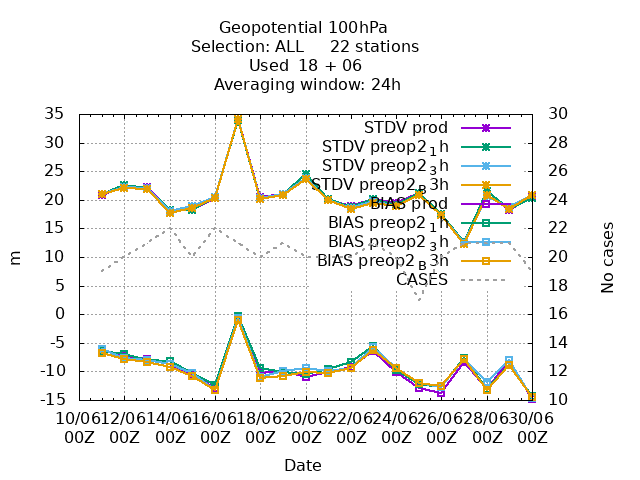 Geopotential 100hPa
Selection: ALL     22 stations
Used  18 + 06
Averaging window: 24h
35
30
25
20
15
10
5
0
-5
-10
-15
m
30
28
26
24
22
20
18
16
14
12
10
No cases
STDV prod
STDV preop2₁h
STDV preop2₃h
STDV preop2_B3h
BIAS prod
BIAS preop2₁h
BIAS preop2₃h
BIAS preop2_B3h
CASES
10/06 12/06 14/06 16/06 18/06 20/06 22/06 24/06 26/06 28/06 30/06
00Z 00Z 00Z 00Z 00Z 00Z 00Z 00Z 00Z 00Z 00Z
Date